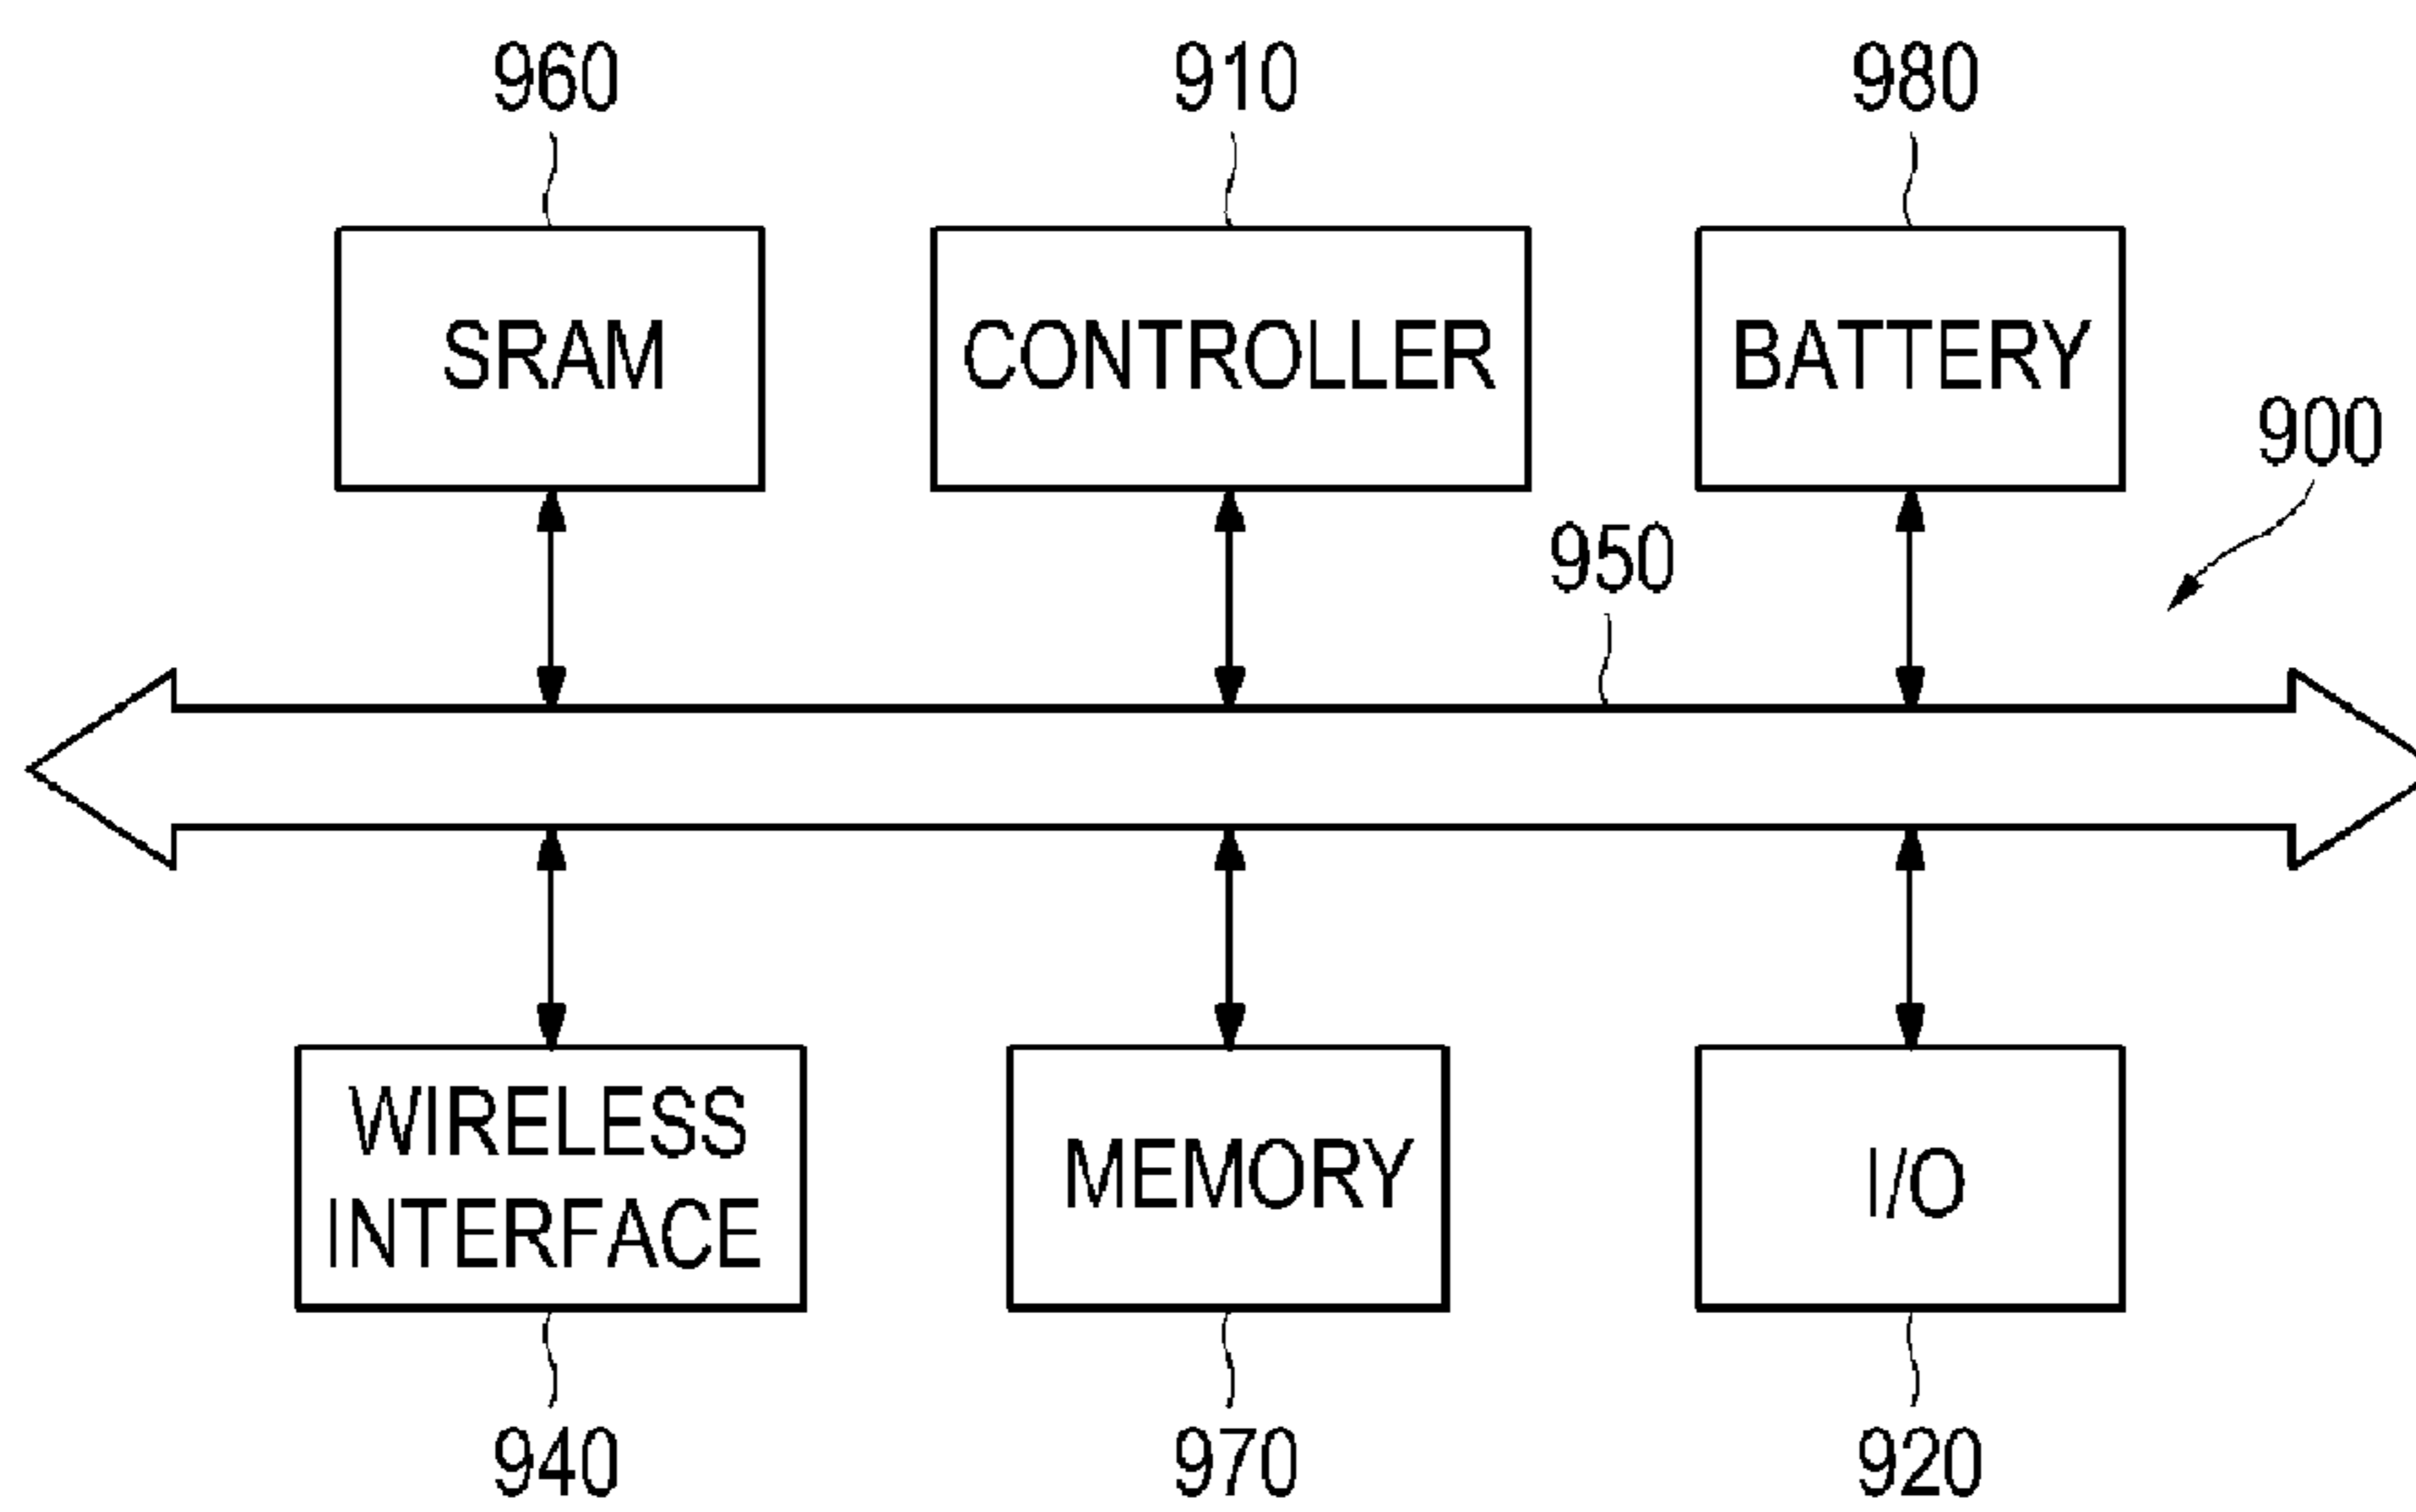 960
910
980
SRAM
CONTROLLER
BATTERY
900
950
WIRELESS
INTERFACE
MEMORY
I/O
940
970
920